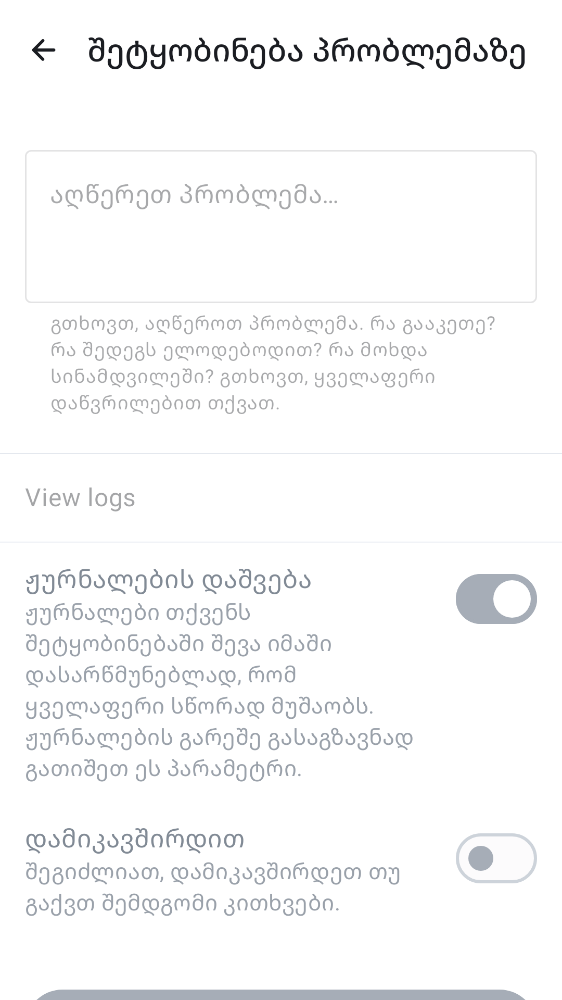 შეტყობინება პრობლემაზე
აღწერეთ პრობლემა...
გთხოვთ, აღწეროთ პრობლემა. რა გააკეთე?
რა შედეგს ელოდებოდით? რა მოხდა
სინამდვილეში? გთხოვთ, ყველაფერი
დაწვრილებით თქვათ.
View logs
ჟურნალების დაშვება
ჟურნალები თქვენს
შეტყობინებაში შევა იმაში
დასარწმუნებლად, რომ
ყველაფერი სწორად მუშაობს.
ჟურნალების გარეშე გასაგზავნად
გათიშეთ ეს პარამეტრი.
დამიკავშირდით
შეგიძლიათ, დამიკავშირდეთ თუ
გაქვთ შემდგომი კითხვები.